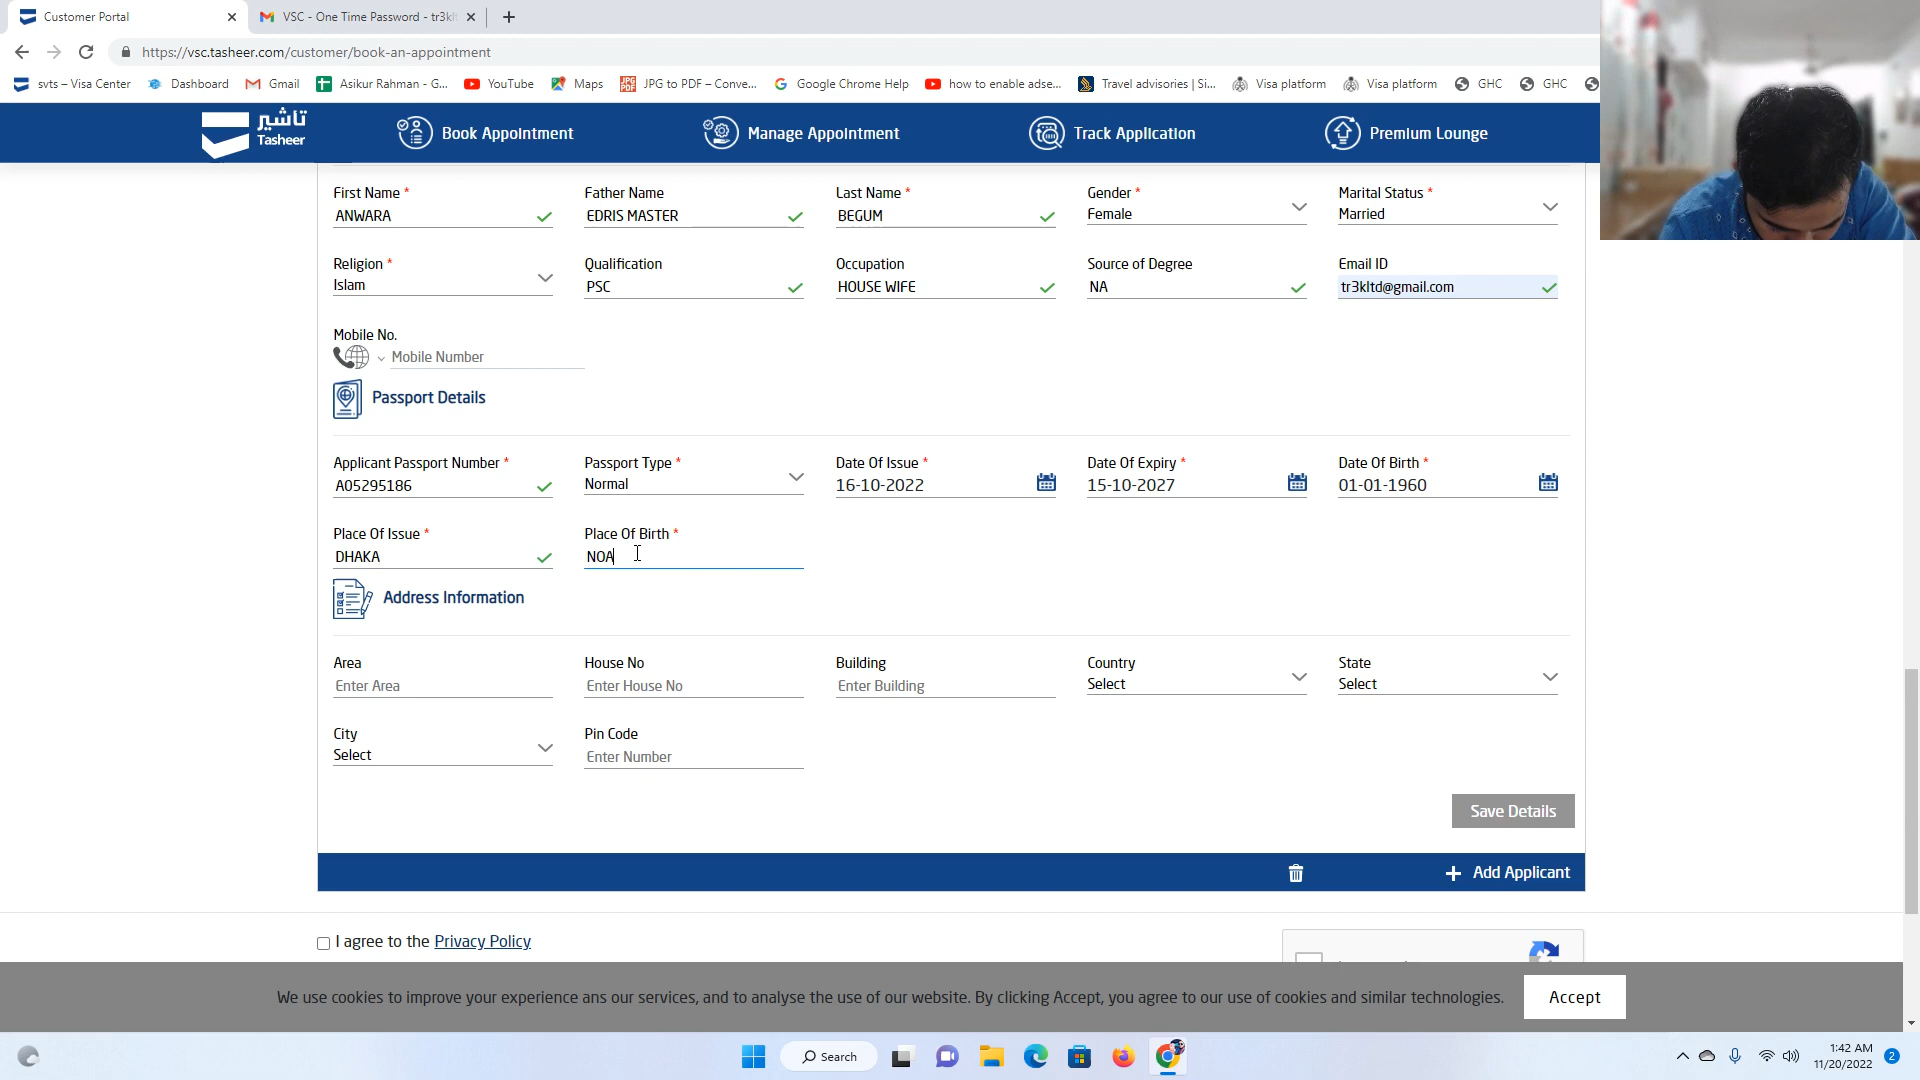 Customer Portal
VSC - One Time Password - tr3klt
https://vsc.tasheer.com/customer/book-an-appointment
svts – Visa Center
Dashboard
Gmail
Asikur Rahman - G...
YouTube
Maps
JPG to PDF – Conve...
Google Chrome Help
how to enable adse...
Travel advisories | Si...
Visa platform
Visa platform
GHC
GHC
تاشير
Tasheer
Book Appointment
Manage Appointment
Track Application
Premium Lounge
First Name *
Father Name
Last Name *
Gender *
Marital Status *
ANWARA
EDRIS MASTER
BEGUM
Female
Married
Religion *
Qualification
Occupation
Source of Degree
Email ID
Islam
PSC
HOUSE WIFE
NA
tr3kltd@gmail.com
Mobile No.
Mobile Number
Passport Details
Applicant Passport Number *
Passport Type *
Date Of Issue *
Date Of Expiry *
Date Of Birth *
A05295186
Normal
16-10-2022
15-10-2027
01-01-1960
Place Of Issue *
Place Of Birth *
DHAKA
NOA
Address Information
Area
House No
Building
Country
State
Enter Area
Enter House No
Enter Building
Select
Select
City
Pin Code
Select
Enter Number
Save Details
+ Add Applicant
I agree to the Privacy Policy
We use cookies to improve your experience ans our services, and to analyse the use of our website. By clicking Accept, you agree to our use of cookies and similar technologies.
Accept
Search
1:42 AM
11/20/2022
2